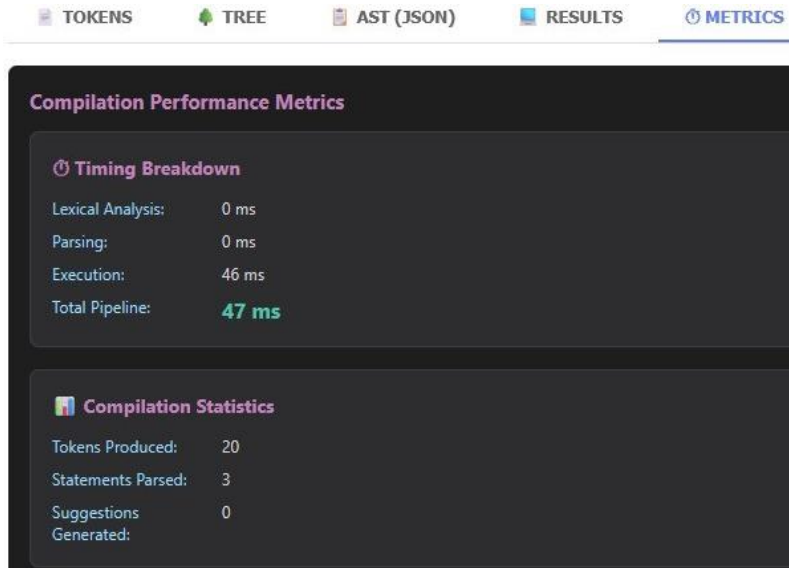 TOKENS TREE AST (JSON) RESULTS METRICS
Compilation Performance Metrics
Timing Breakdown
Lexical Analysis: 0 ms
Parsing: 0 ms
Execution: 46 ms
Total Pipeline: 47 ms
Compilation Statistics
Tokens Produced: 20
Statements Parsed: 3
Suggestions 0
Generated: